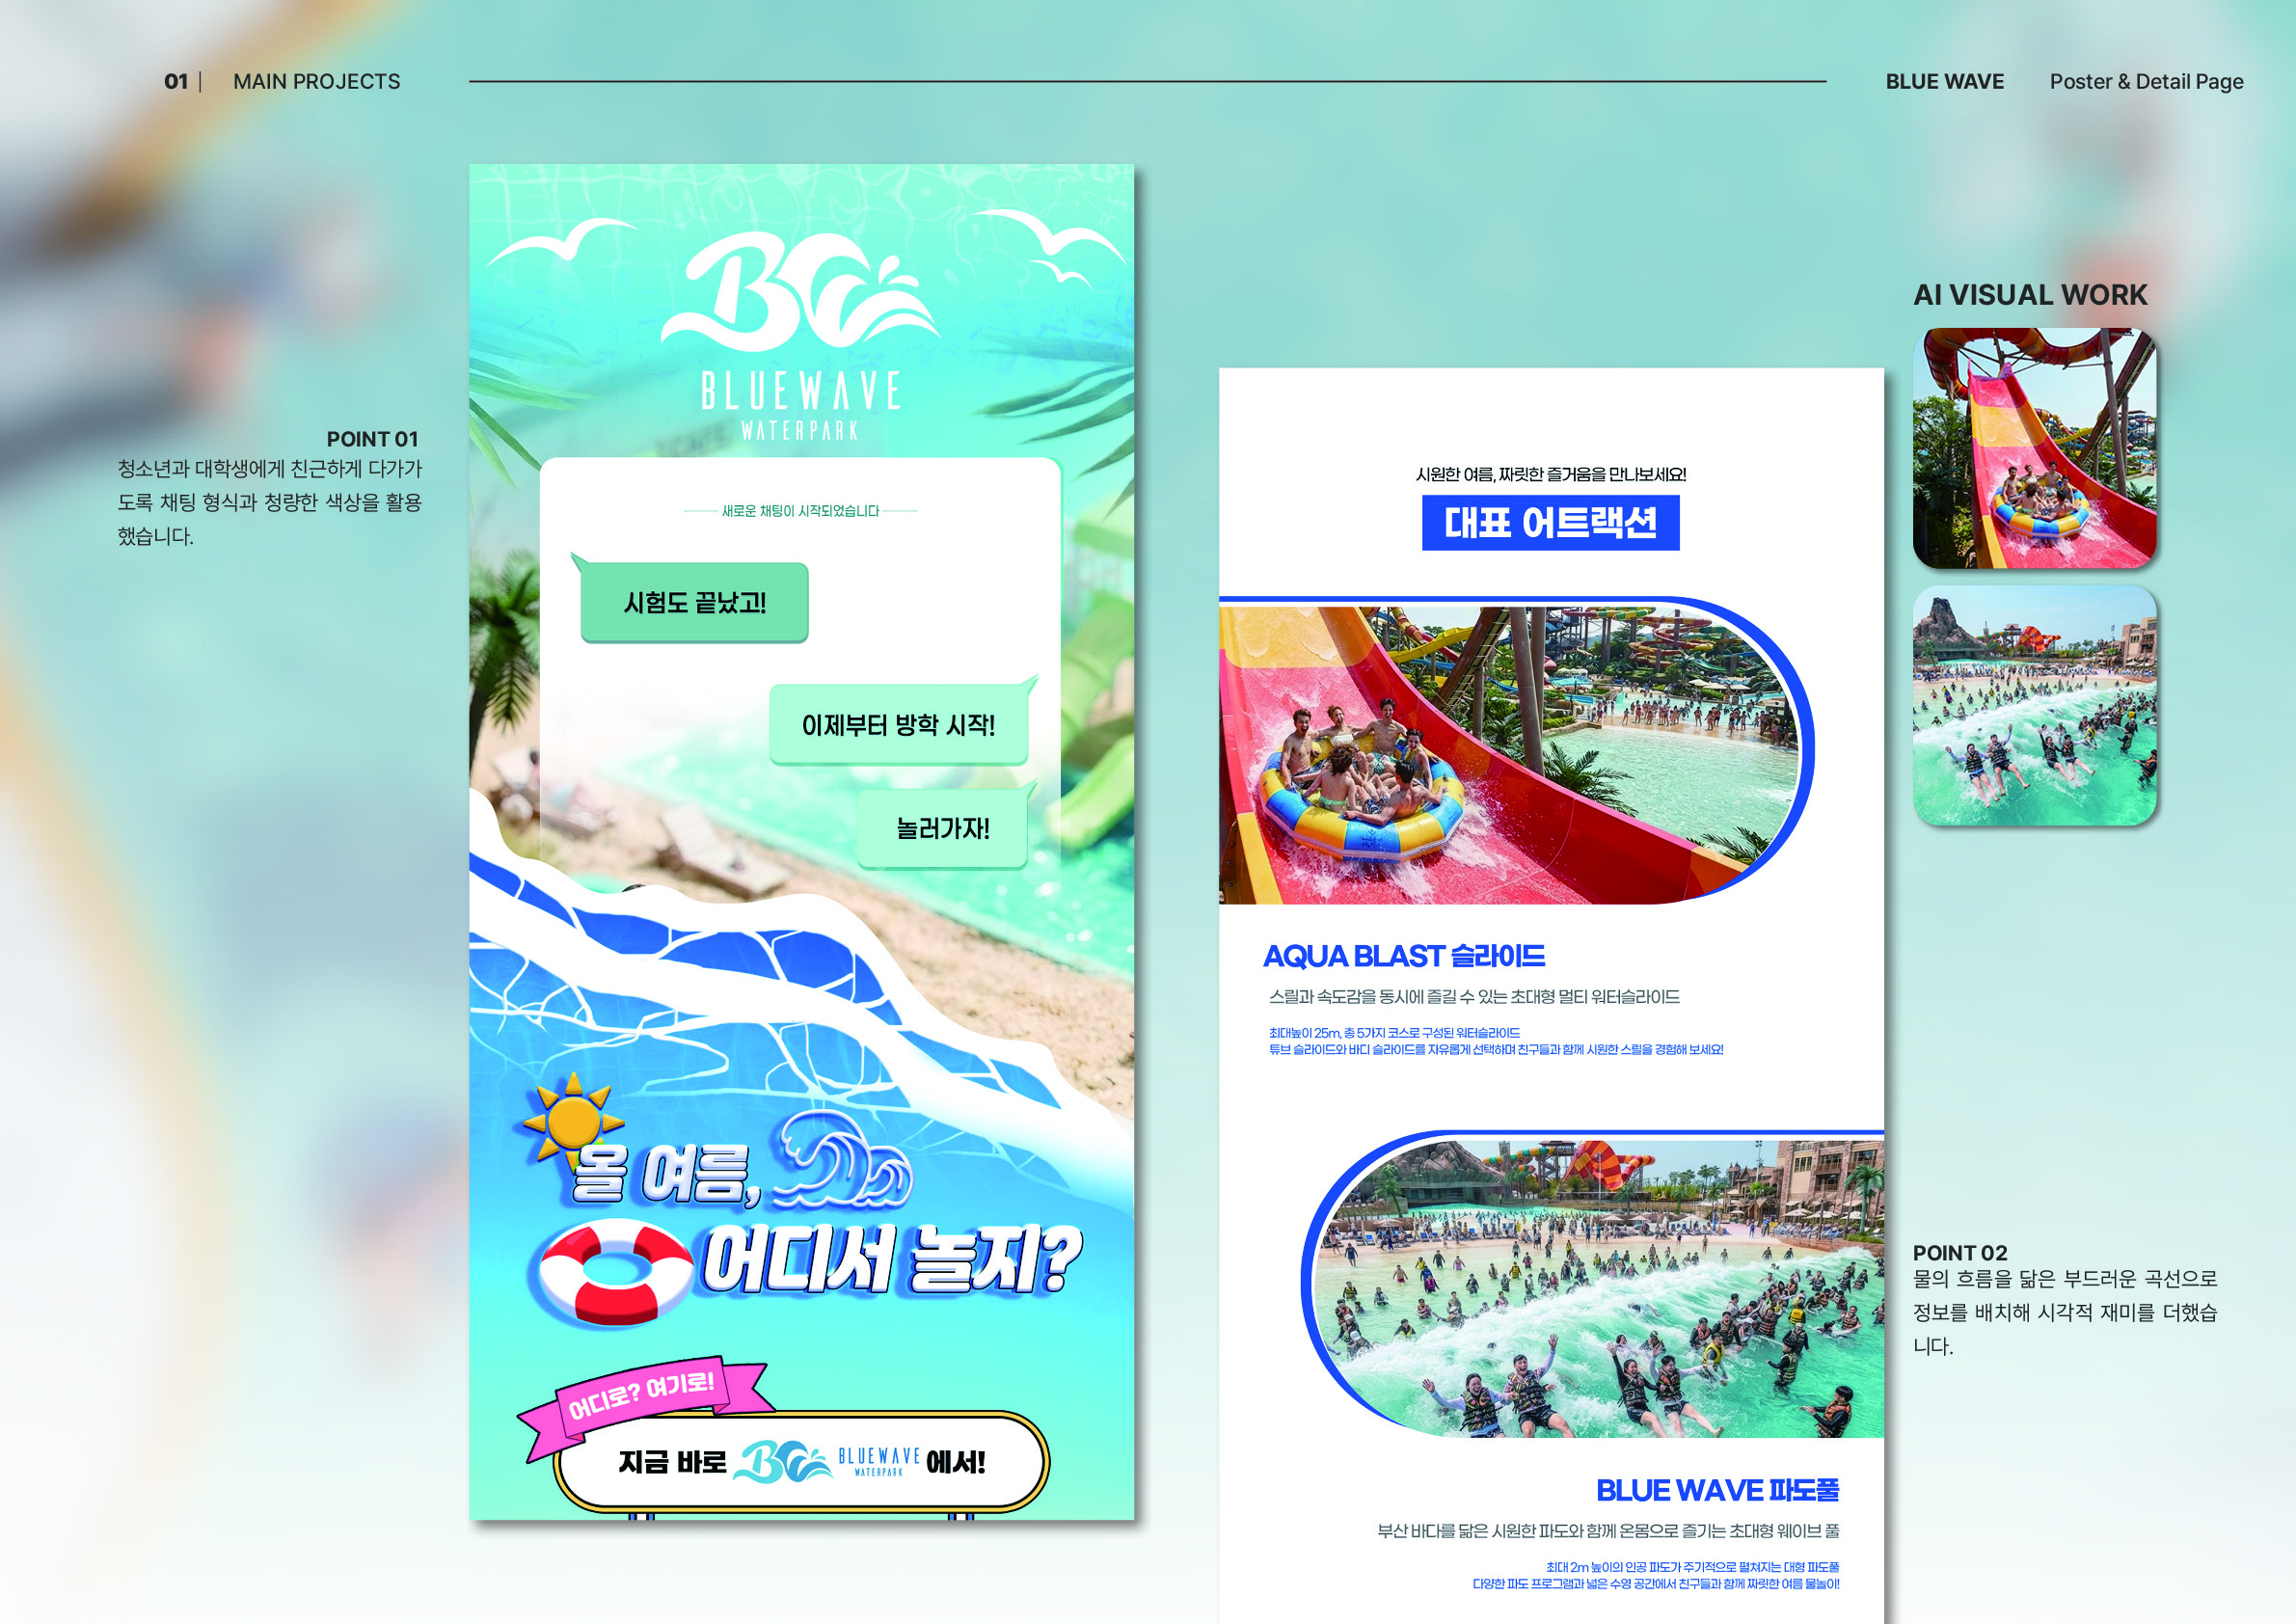 01 | MAIN PROJECTS
BLUE WAVE Poster & Detail Page
POINT 01
청소년과 대학생에게 친근하게 다가가
도록 채팅 형식과 청량한 색상을 활용
했습니다.
BLUEWAVE
WATERPARK
새로운 채팅이 시작되었습니다
시험도 끝났고!
이제부터 방학 시작!
놀러가자!
올 여름,
어디서 놀지?
어디로? 여기로!
지금 바로 BLUEWAVE WATERPARK 에서!
시원한 여름, 짜릿한 즐거움을 만나보세요!
대표 어트랙션
AQUA BLAST 슬라이드
스릴과 속도감을 동시에 즐길 수 있는 초대형 멀티 워터슬라이드
최대높이 25m, 총 5가지 코스로 구성된 워터슬라이드
튜브 슬라이드와 바디 슬라이드를 자유롭게 선택하며 친구들과 함께 시원한 스릴을 경험해 보세요!
BLUE WAVE 파도풀
부산 바다를 닮은 시원한 파도와 함께 온몸으로 즐기는 초대형 웨이브 풀
최대 2m 높이의 인공 파도가 주기적으로 펼쳐지는 대형 파도풀
다양한 파도 프로그램과 넓은 수영 공간에서 친구들과 함께 짜릿한 여름 물놀이!
AI VISUAL WORK
POINT 02
물의 흐름을 닮은 부드러운 곡선으로
정보를 배치해 시각적 재미를 더했습
니다.